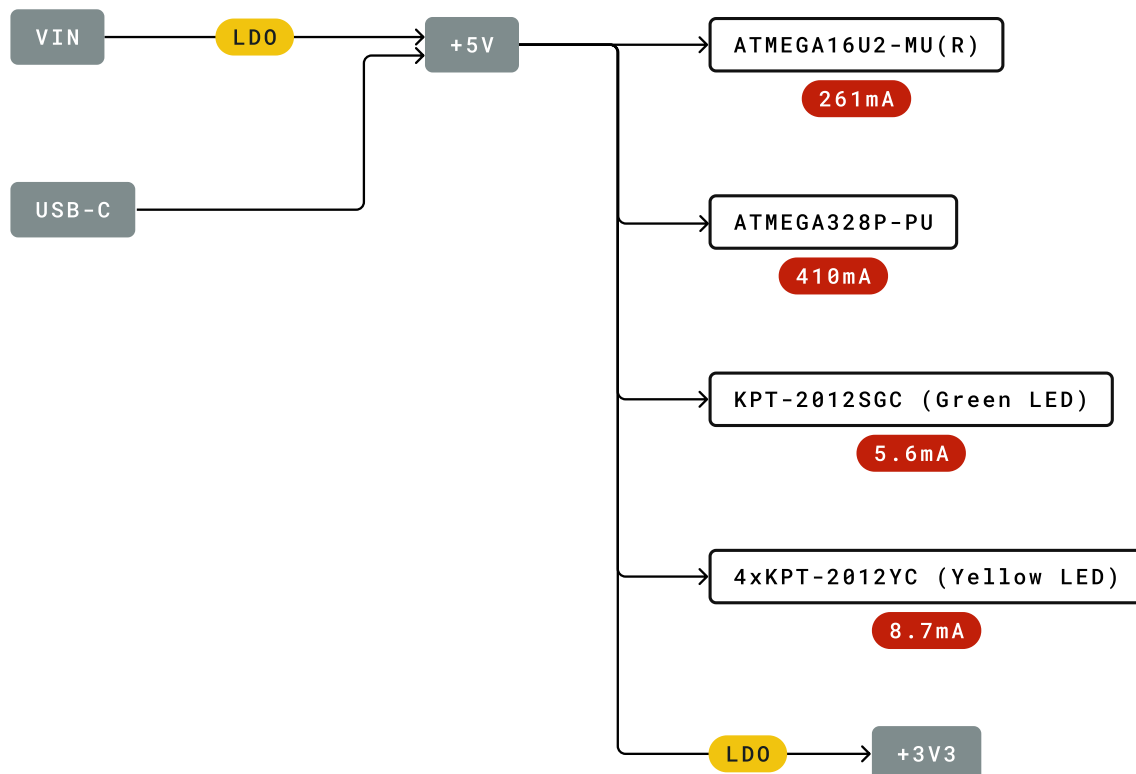 VIN
LDO
+5V
USB-C
ATMEGA16U2-MU(R)
261mA
ATMEGA328P-PU
410mA
KPT-2012SGC (Green LED)
5.6mA
4xKPT-2012YC (Yellow LED)
8.7mA
LDO
+3V3